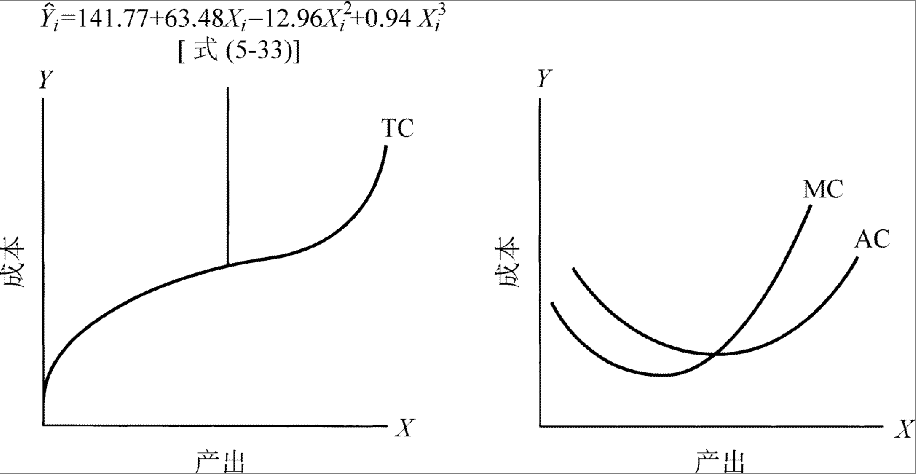 Ŷᵢ=141.77+63.48Xᵢ−12.96Xᵢ²+0.94 Xᵢ³
[ 式 (5-33)]
Y
TC
成本
X
产出
Y
MC
AC
成本
X
产出